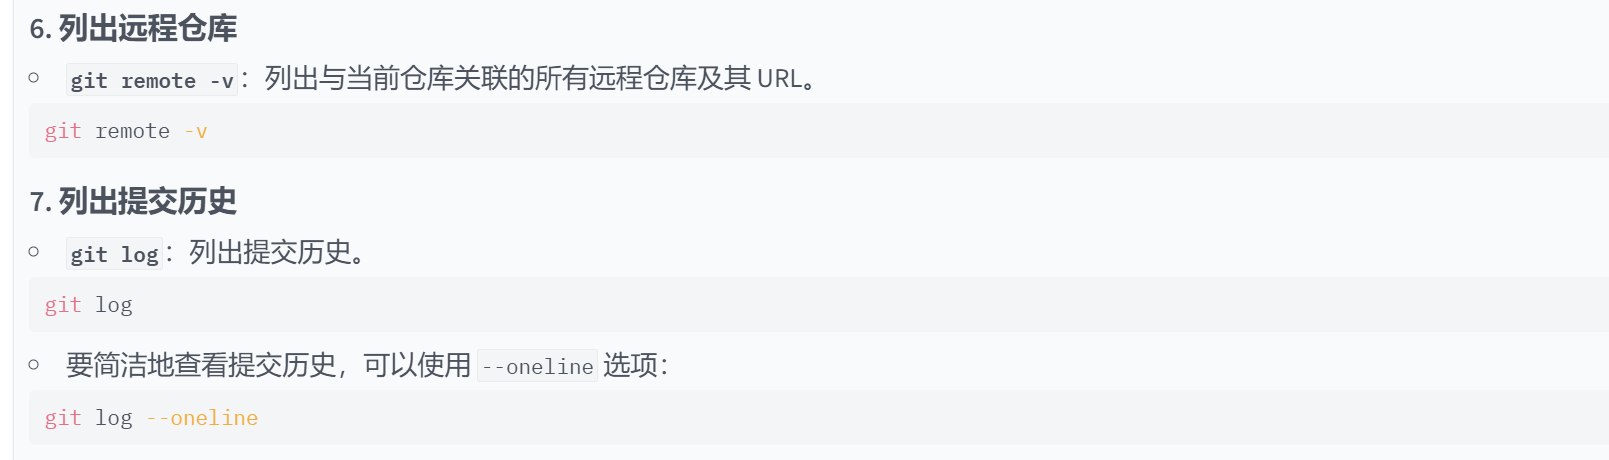 6. 列出远程仓库
git remote -v：列出与当前仓库关联的所有远程仓库及其 URL。
git remote -v
7. 列出提交历史
git log：列出提交历史。
git log
要简洁地查看提交历史，可以使用 --oneline 选项：
git log --oneline